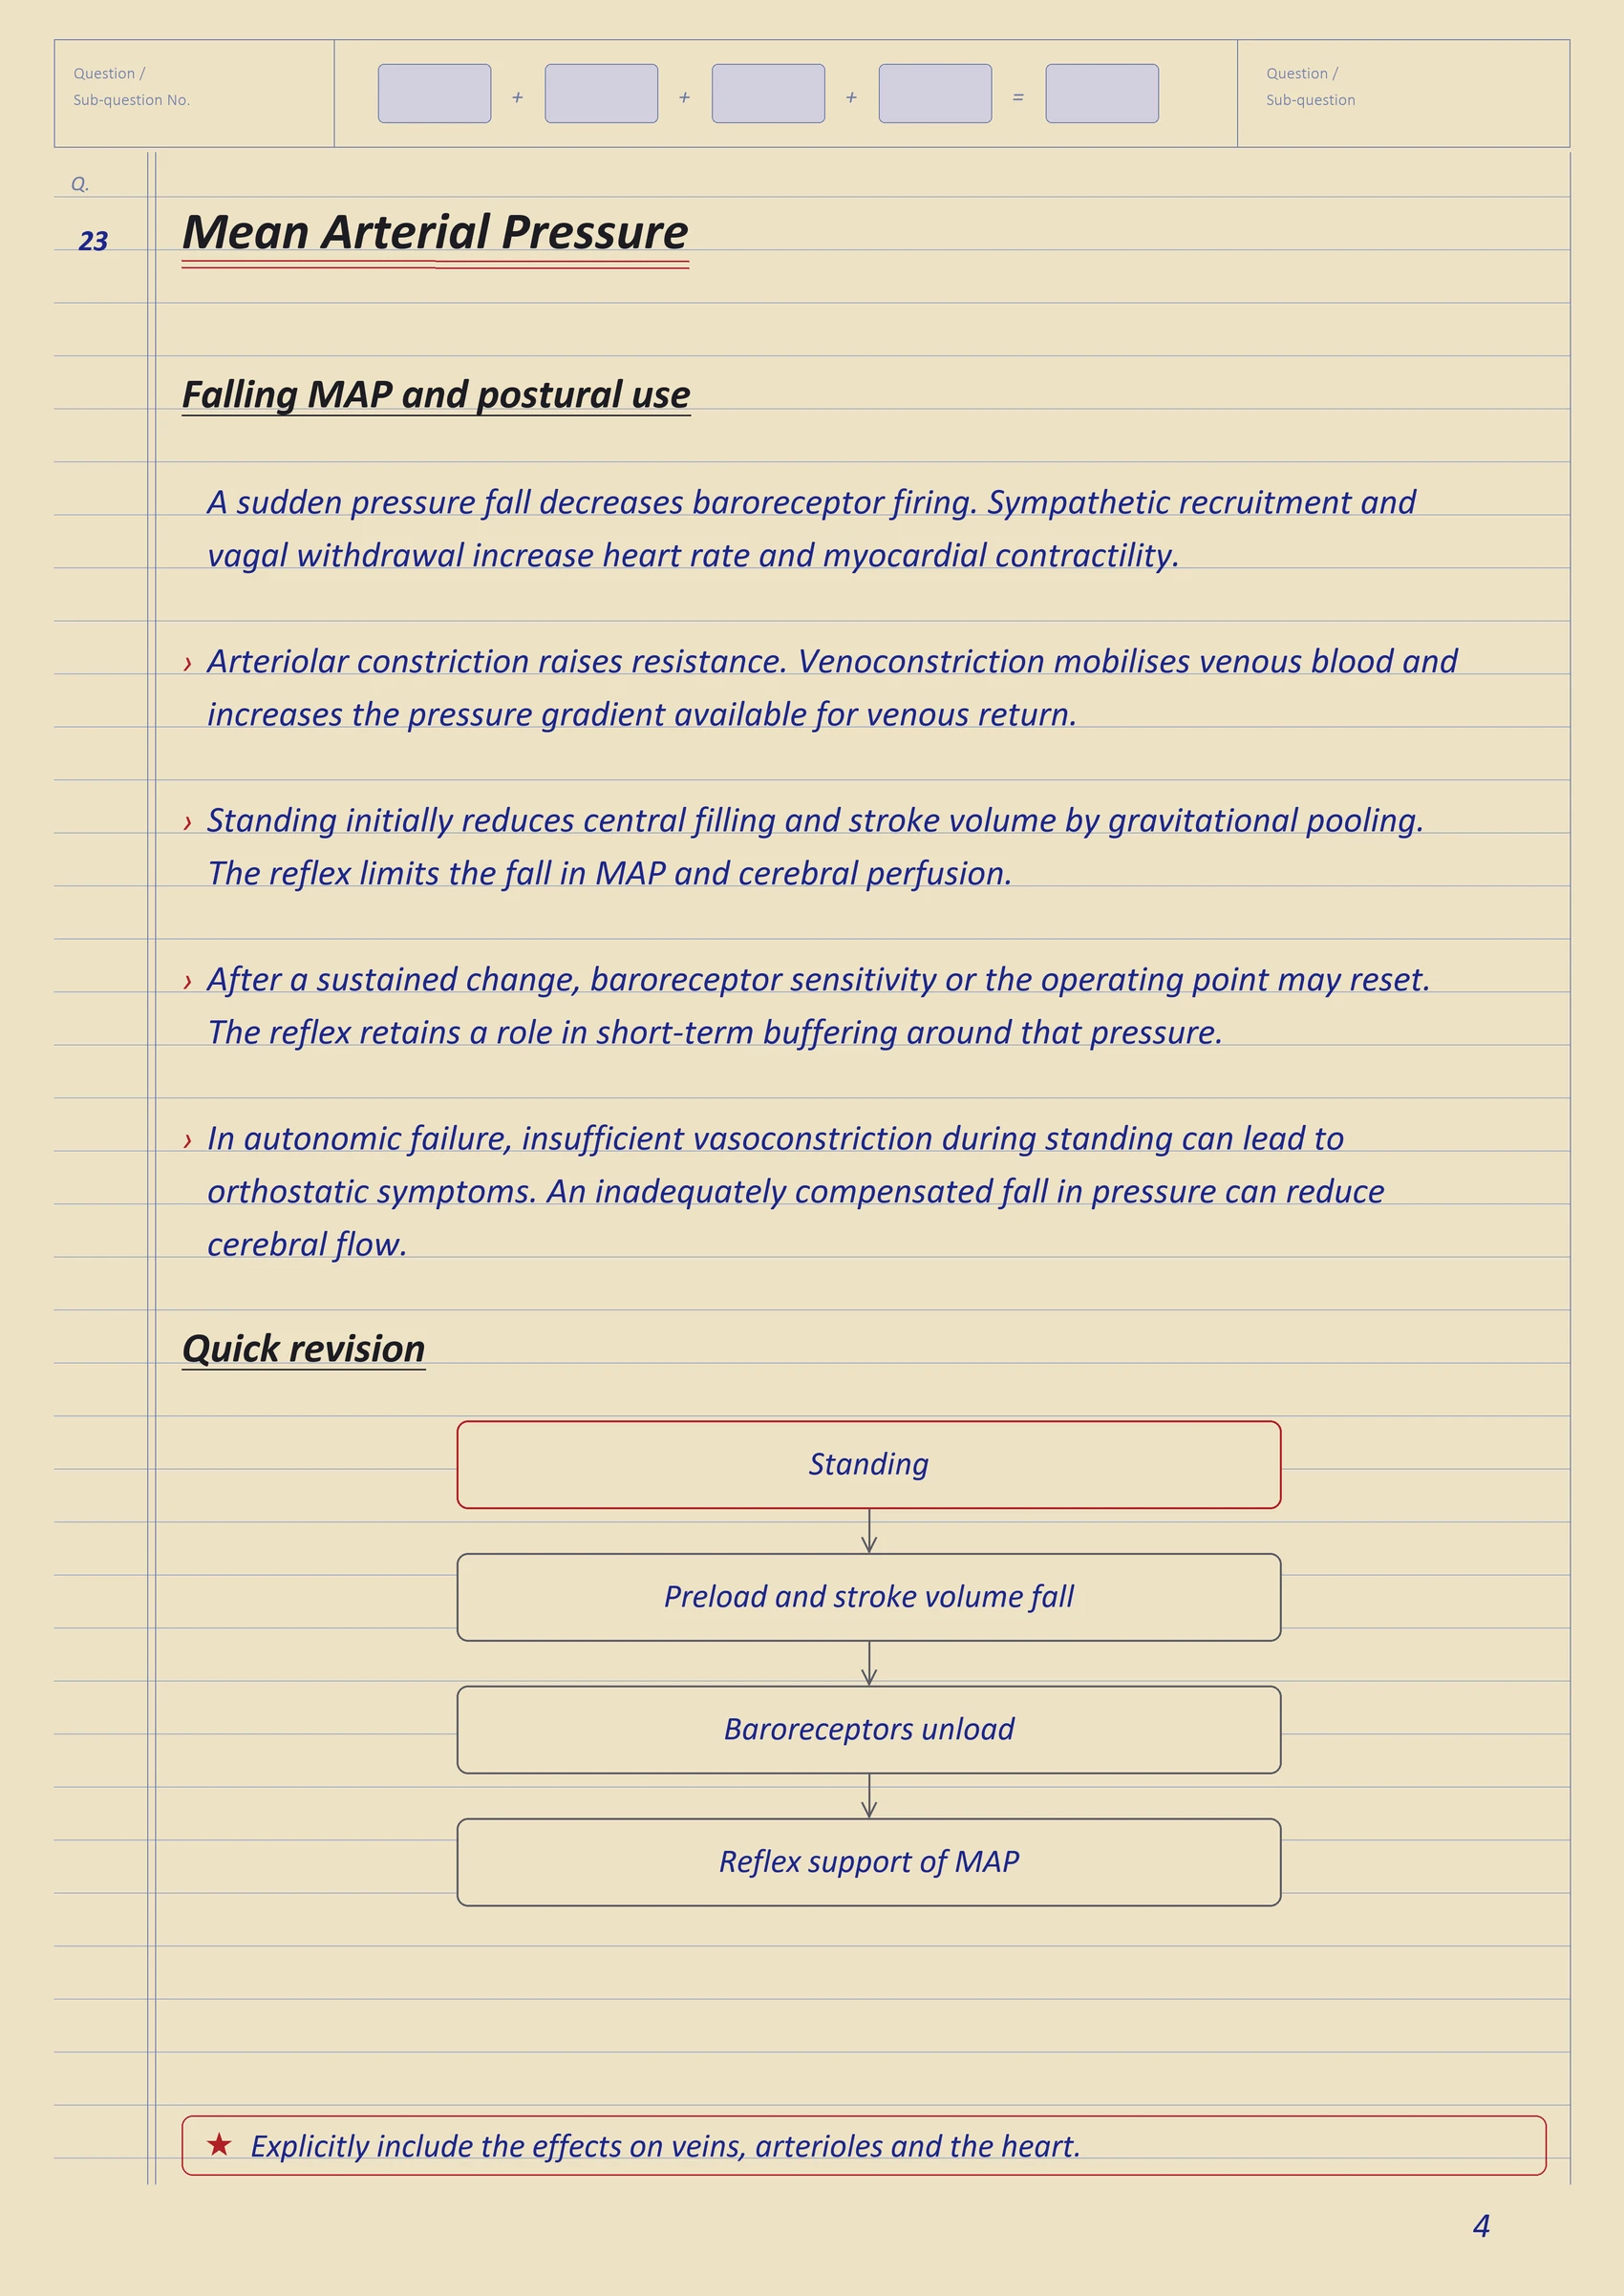 Question /
Sub-question No.
+ + + =
Question /
Sub-question
Q.
23
Mean Arterial Pressure
Falling MAP and postural use
A sudden pressure fall decreases baroreceptor firing. Sympathetic recruitment and
vagal withdrawal increase heart rate and myocardial contractility.
› Arteriolar constriction raises resistance. Venoconstriction mobilises venous blood and
increases the pressure gradient available for venous return.
› Standing initially reduces central filling and stroke volume by gravitational pooling.
The reflex limits the fall in MAP and cerebral perfusion.
› After a sustained change, baroreceptor sensitivity or the operating point may reset.
The reflex retains a role in short-term buffering around that pressure.
› In autonomic failure, insufficient vasoconstriction during standing can lead to
orthostatic symptoms. An inadequately compensated fall in pressure can reduce
cerebral flow.
Quick revision
Standing
Preload and stroke volume fall
Baroreceptors unload
Reflex support of MAP
★ Explicitly include the effects on veins, arterioles and the heart.
4